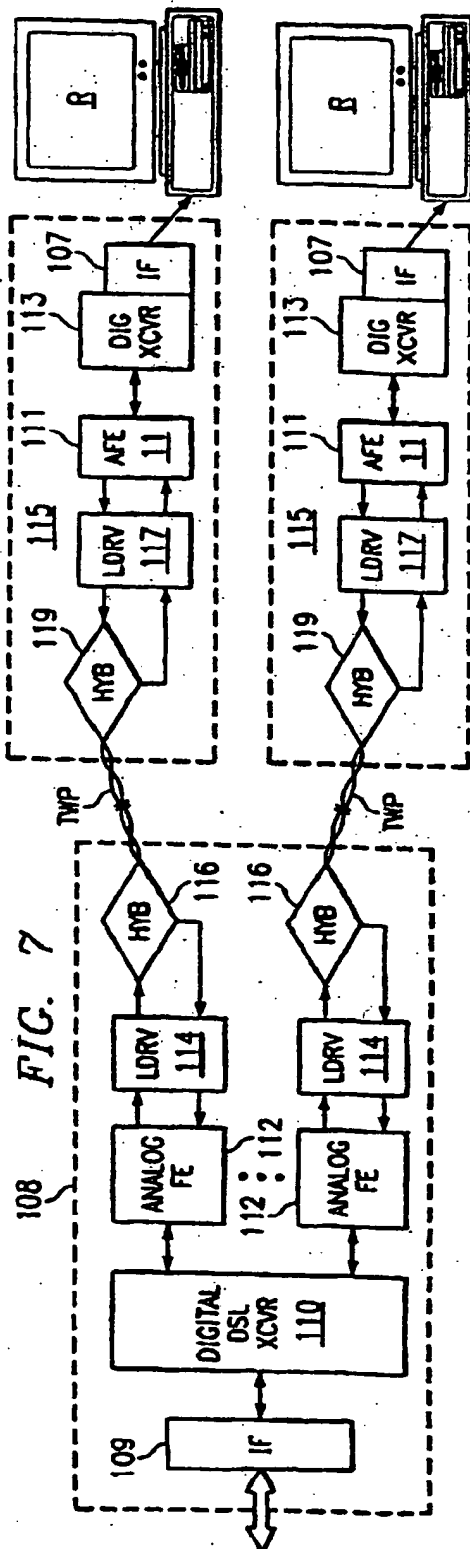 FIG. 7
108
109
IF
DIGITAL
DSL
XCVR
110
ANALOG
FE
112
LDRV
114
HYB
116
TWP
119
HYB
115
LDRV
117
111
AFE
11
113
DIG
XCVR
107
IF
R
112
ANALOG
FE
LDRV
114
HYB
116
TWP
119
HYB
115
LDRV
117
111
AFE
11
113
DIG
XCVR
107
IF
R